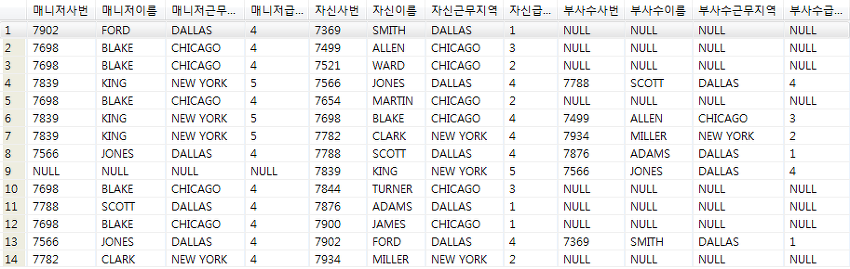 매니저사번 매니저이름 매니저근무... 매니저급... 자신사번 자신이름 자신근무지역 자신급... 부사수사번 부사수이름 부사수근무지역 부사수급...
1 7902 FORD DALLAS 4 7369 SMITH DALLAS 1 NULL NULL NULL NULL
2 7698 BLAKE CHICAGO 4 7499 ALLEN CHICAGO 3 NULL NULL NULL NULL
3 7698 BLAKE CHICAGO 4 7521 WARD CHICAGO 2 NULL NULL NULL NULL
4 7839 KING NEW YORK 5 7566 JONES DALLAS 4 7788 SCOTT DALLAS 4
5 7698 BLAKE CHICAGO 4 7654 MARTIN CHICAGO 2 NULL NULL NULL NULL
6 7839 KING NEW YORK 5 7698 BLAKE CHICAGO 4 7499 ALLEN CHICAGO 3
7 7839 KING NEW YORK 5 7782 CLARK NEW YORK 4 7934 MILLER NEW YORK 2
8 7566 JONES DALLAS 4 7788 SCOTT DALLAS 4 7876 ADAMS DALLAS 1
9 NULL NULL NULL NULL 7839 KING NEW YORK 5 7566 JONES DALLAS 4
10 7698 BLAKE CHICAGO 4 7844 TURNER CHICAGO 3 NULL NULL NULL NULL
11 7788 SCOTT DALLAS 4 7876 ADAMS DALLAS 1 NULL NULL NULL NULL
12 7698 BLAKE CHICAGO 4 7900 JAMES CHICAGO 1 NULL NULL NULL NULL
13 7566 JONES DALLAS 4 7902 FORD DALLAS 4 7369 SMITH DALLAS 1
14 7782 CLARK NEW YORK 4 7934 MILLER NEW YORK 2 NULL NULL NULL NULL